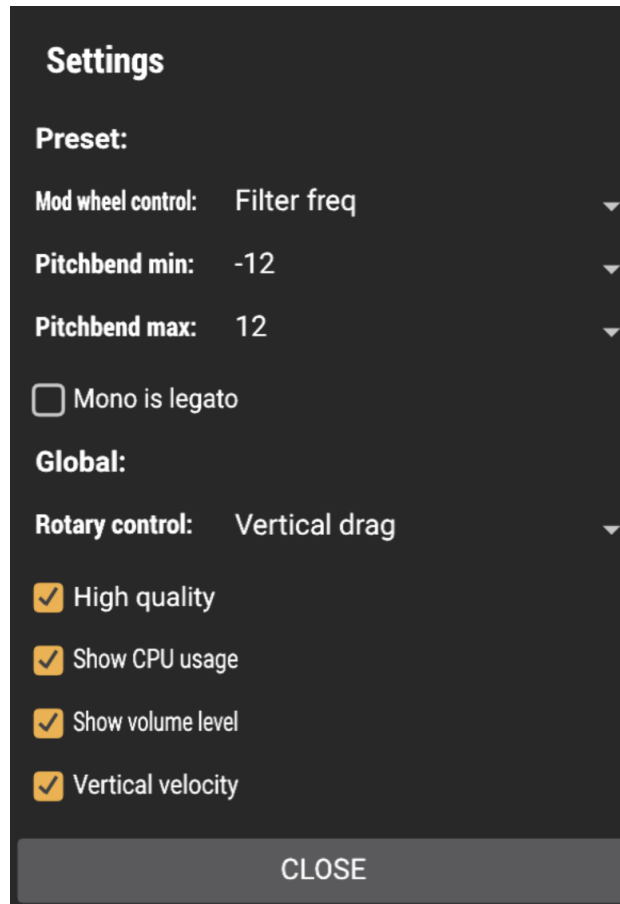 Settings
Preset:
Mod wheel control: Filter freq
Pitchbend min: -12
Pitchbend max: 12
Mono is legato
Global:
Rotary control: Vertical drag
High quality
Show CPU usage
Show volume level
Vertical velocity
CLOSE